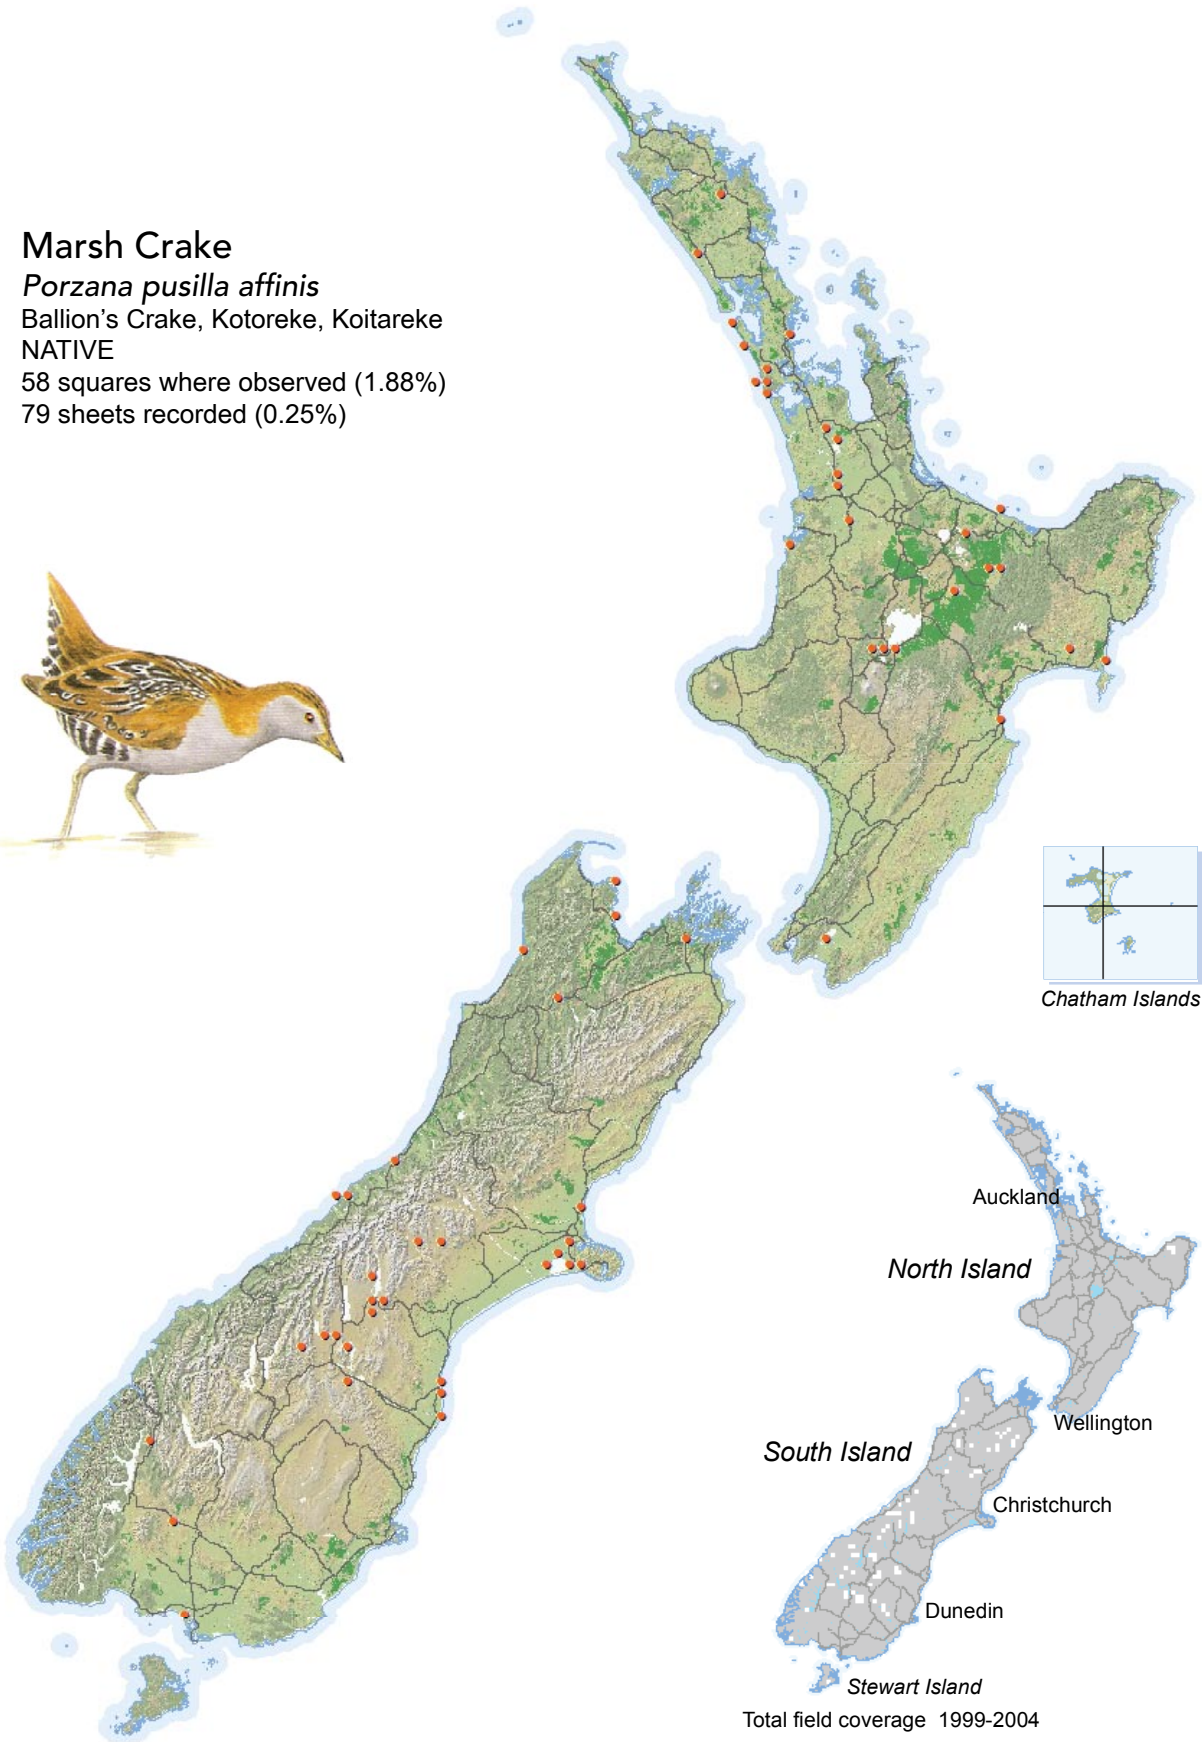 Marsh Crake
Porzana pusilla affinis
Ballion's Crake, Kotoreke, Koitareke
NATIVE
58 squares where observed (1.88%)
79 sheets recorded (0.25%)
Chatham Islands
Auckland
North Island
Wellington
South Island
Christchurch
Dunedin
Stewart Island
Total field coverage 1999-2004